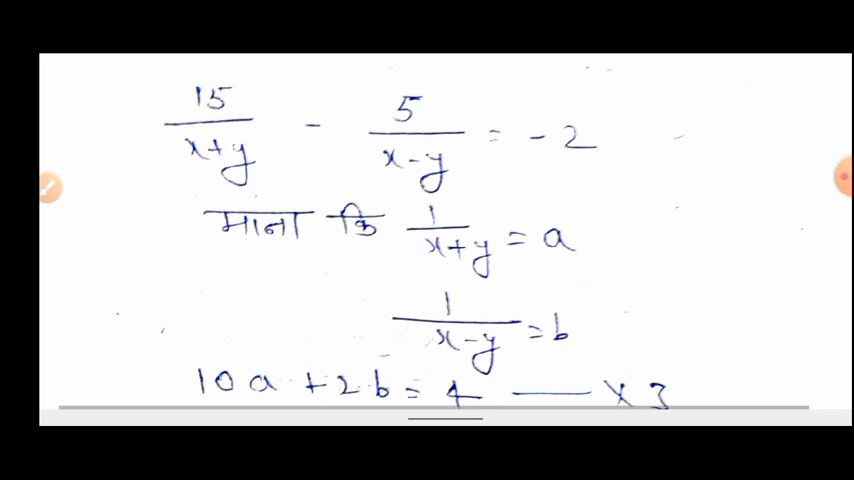 15/(x+y) - 5/(x-y) = -2
माना कि 1/(x+y) = a
1/(x-y) = b
10a + 2b = 4 — × 3